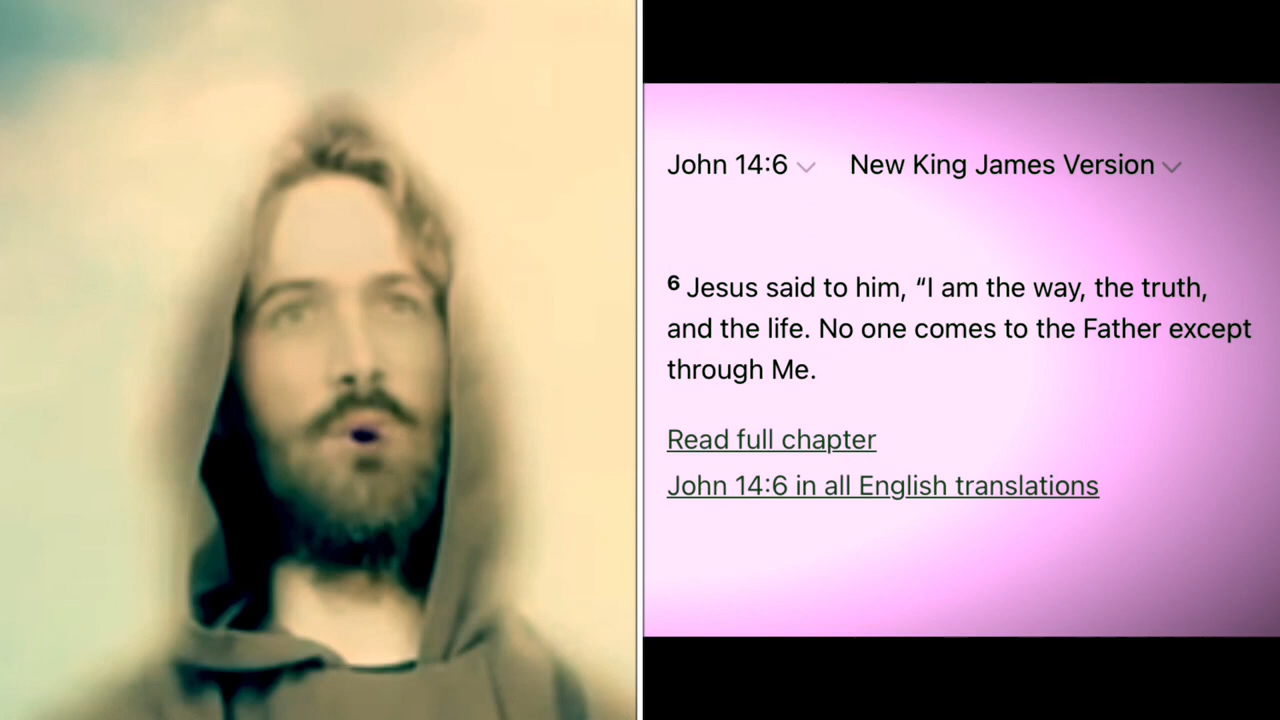 John 14:6 New King James Version
6 Jesus said to him, “I am the way, the truth,
and the life. No one comes to the Father except
through Me.
Read full chapter
John 14:6 in all English translations